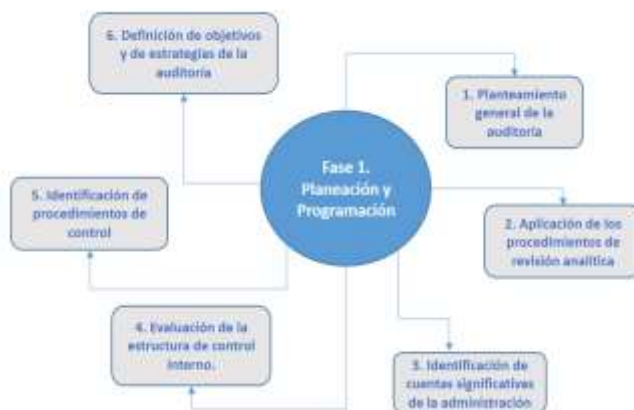 6. Definición de objetivos
y de estrategias de la
auditoría
1. Planteamiento
general de la
auditoría
Fase 1.
Planeación y
Programación
5. Identificación de
procedimientos de
control
2. Aplicación de los
procedimientos de
revisión analítica
4. Evaluación de la
estructura de control
interno.
3. Identificación de
cuentas significativas
de la administración